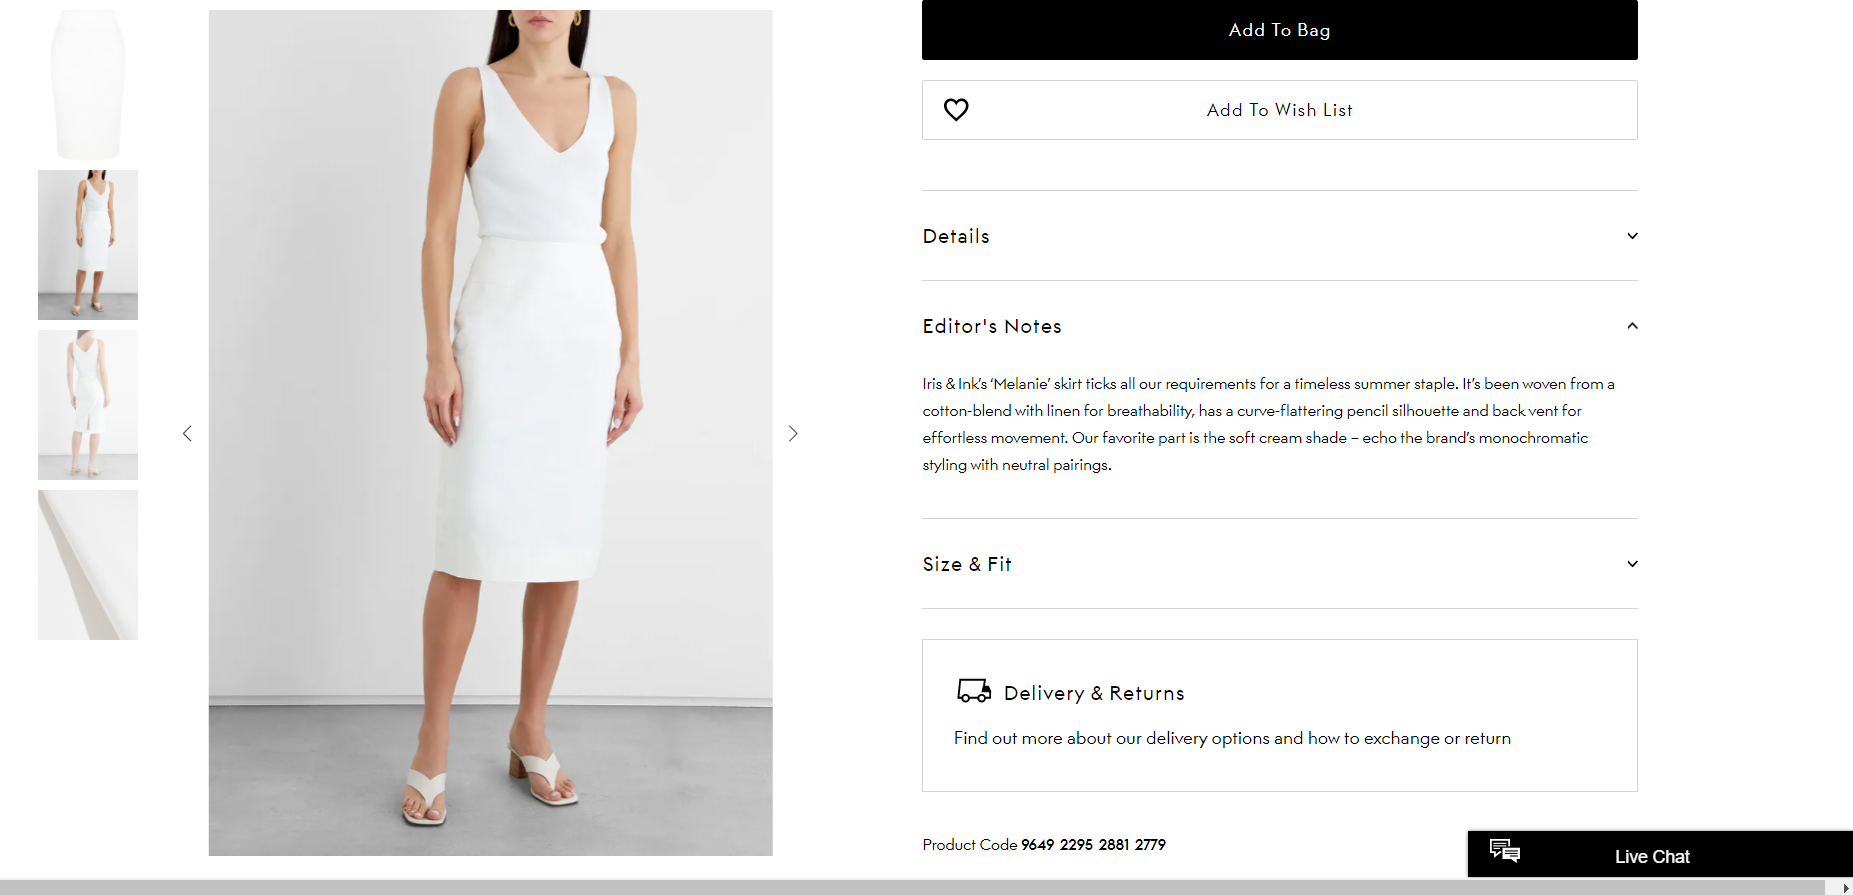 Add To Bag
Add To Wish List
Details
Editor's Notes
Iris & Ink's ‘Melanie’ skirt ticks all our requirements for a timeless summer staple. It’s been woven from a
cotton-blend with linen for breathability, has a curve-flattering pencil silhouette and back vent for
effortless movement. Our favorite part is the soft cream shade – echo the brand’s monochromatic
styling with neutral pairings.
Size & Fit
Delivery & Returns
Find out more about our delivery options and how to exchange or return
Product Code 9649 2295 2881 2779
Live Chat